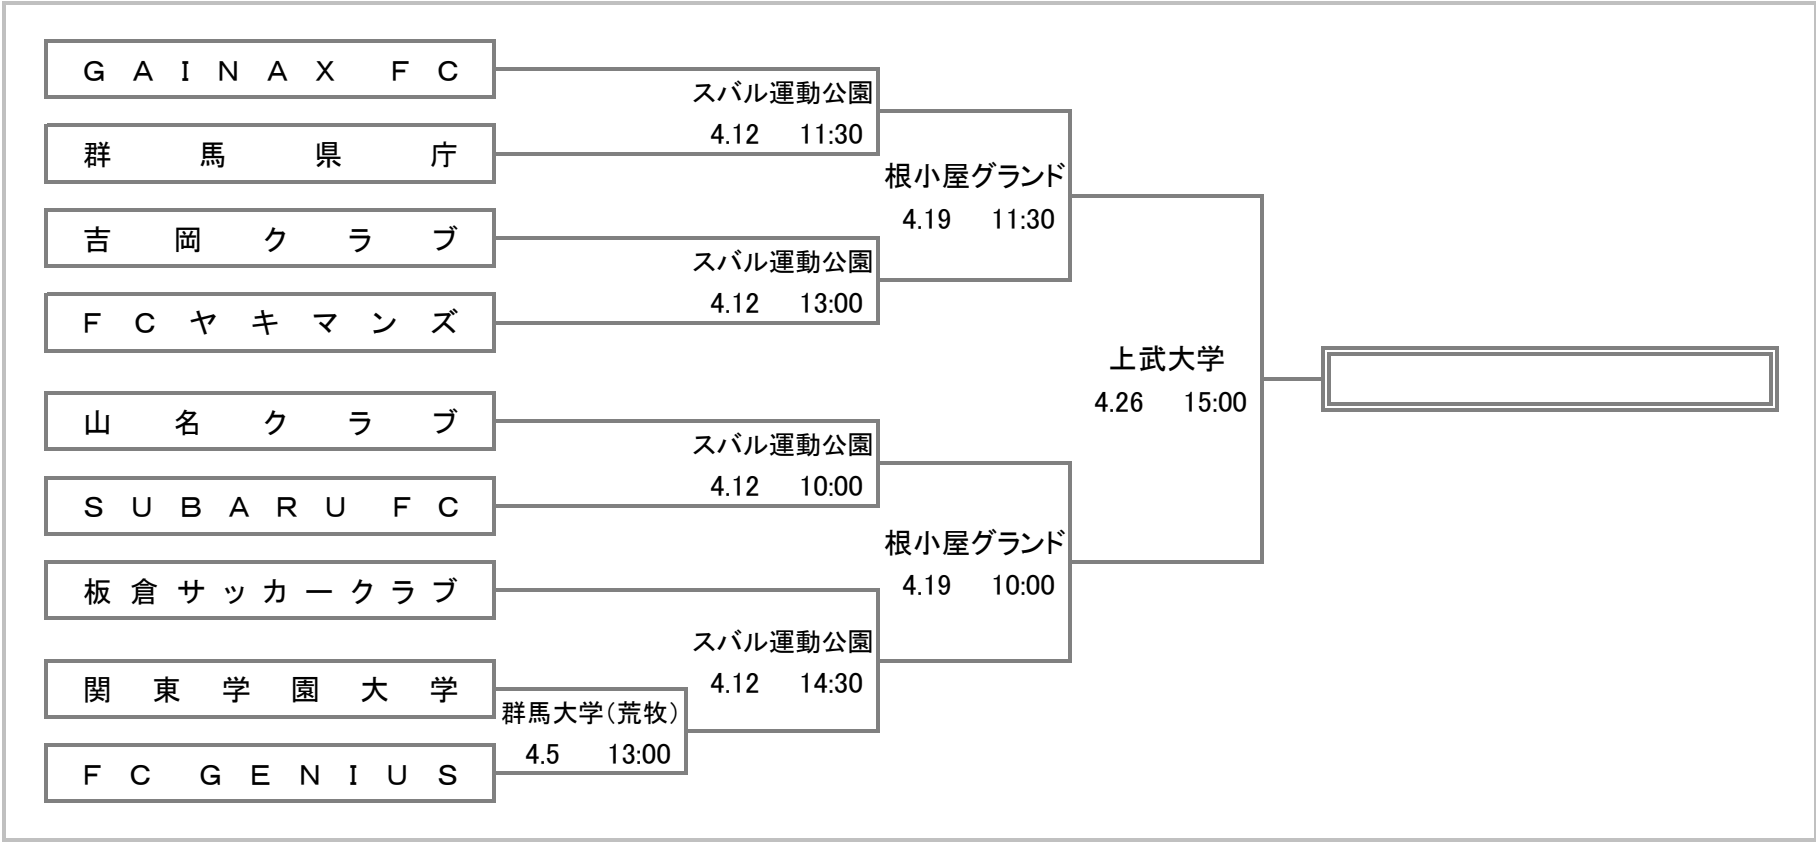 ＧＡＩＮＡＸ　ＦＣ
スバル運動公園
4.12 11:30
群馬県庁
根小屋グランド
4.19 11:30
吉岡クラブ
スバル運動公園
4.12 13:00
ＦＣヤキマンズ
上武大学
4.26 15:00
山名クラブ
スバル運動公園
4.12 10:00
ＳＵＢＡＲＵ　ＦＣ
根小屋グランド
4.19 10:00
板倉サッカークラブ
スバル運動公園
4.12 14:30
関東学園大学
群馬大学（荒牧）
4.5 13:00
ＦＣ　ＧＥＮＩＵＳ